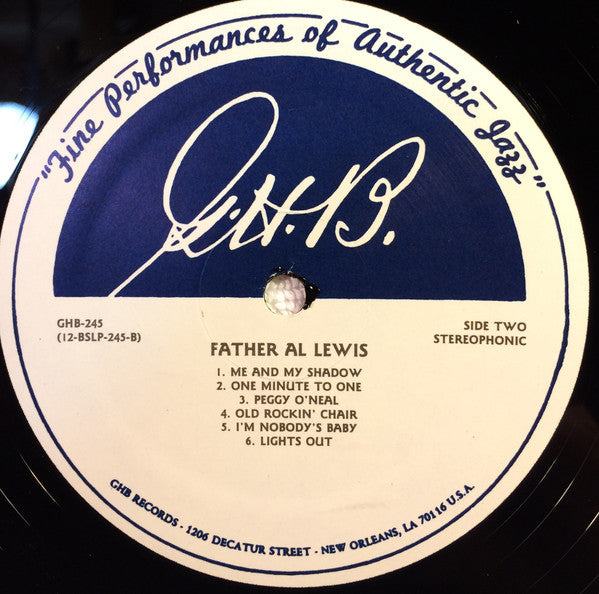 "Fine Performances of Authentic Jazz"
G.H.B.
GHB-245
(12-BSLP-245-B)
SIDE TWO
STEREOPHONIC
FATHER AL LEWIS
1. ME AND MY SHADOW
2. ONE MINUTE TO ONE
3. PEGGY O'NEAL
4. OLD ROCKIN' CHAIR
5. I'M NOBODY'S BABY
6. LIGHTS OUT
GHB RECORDS · 1206 DECATUR STREET · NEW ORLEANS, LA 70116 U.S.A.